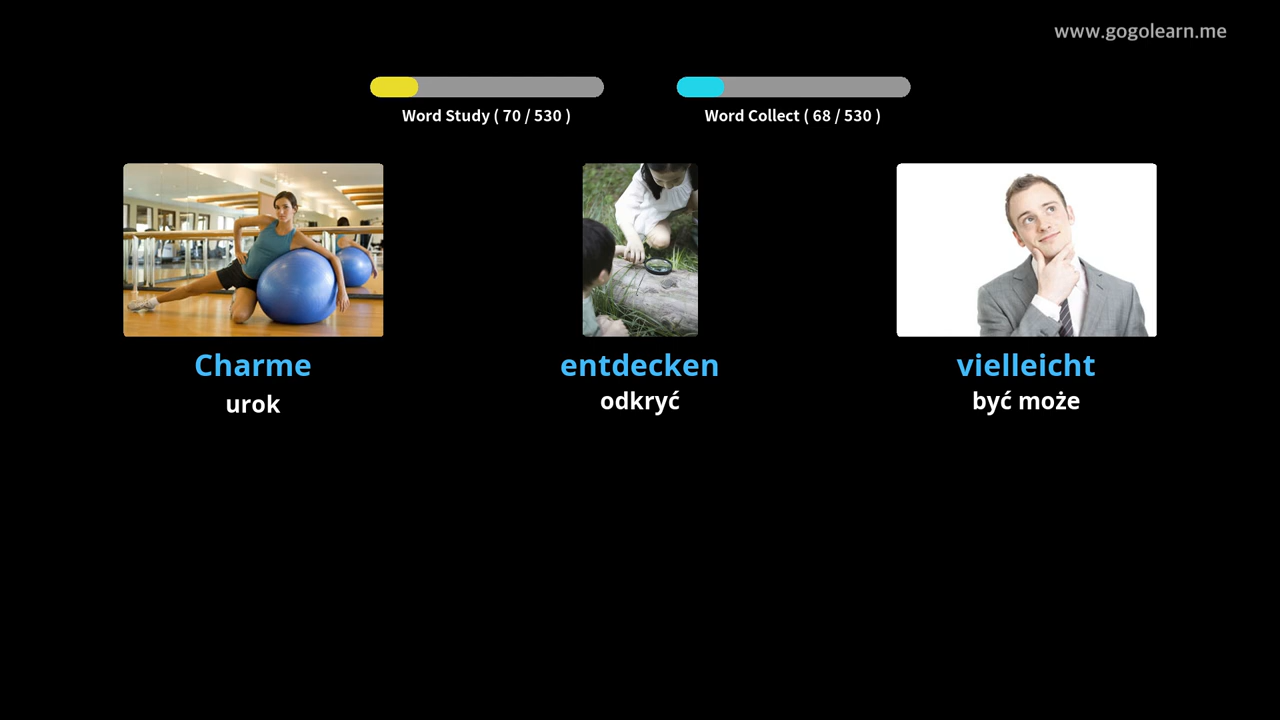 www.gogolearn.me
Word Study ( 70 / 530 )
Word Collect ( 68 / 530 )
Charme
urok
entdecken
odkryć
vielleicht
być może